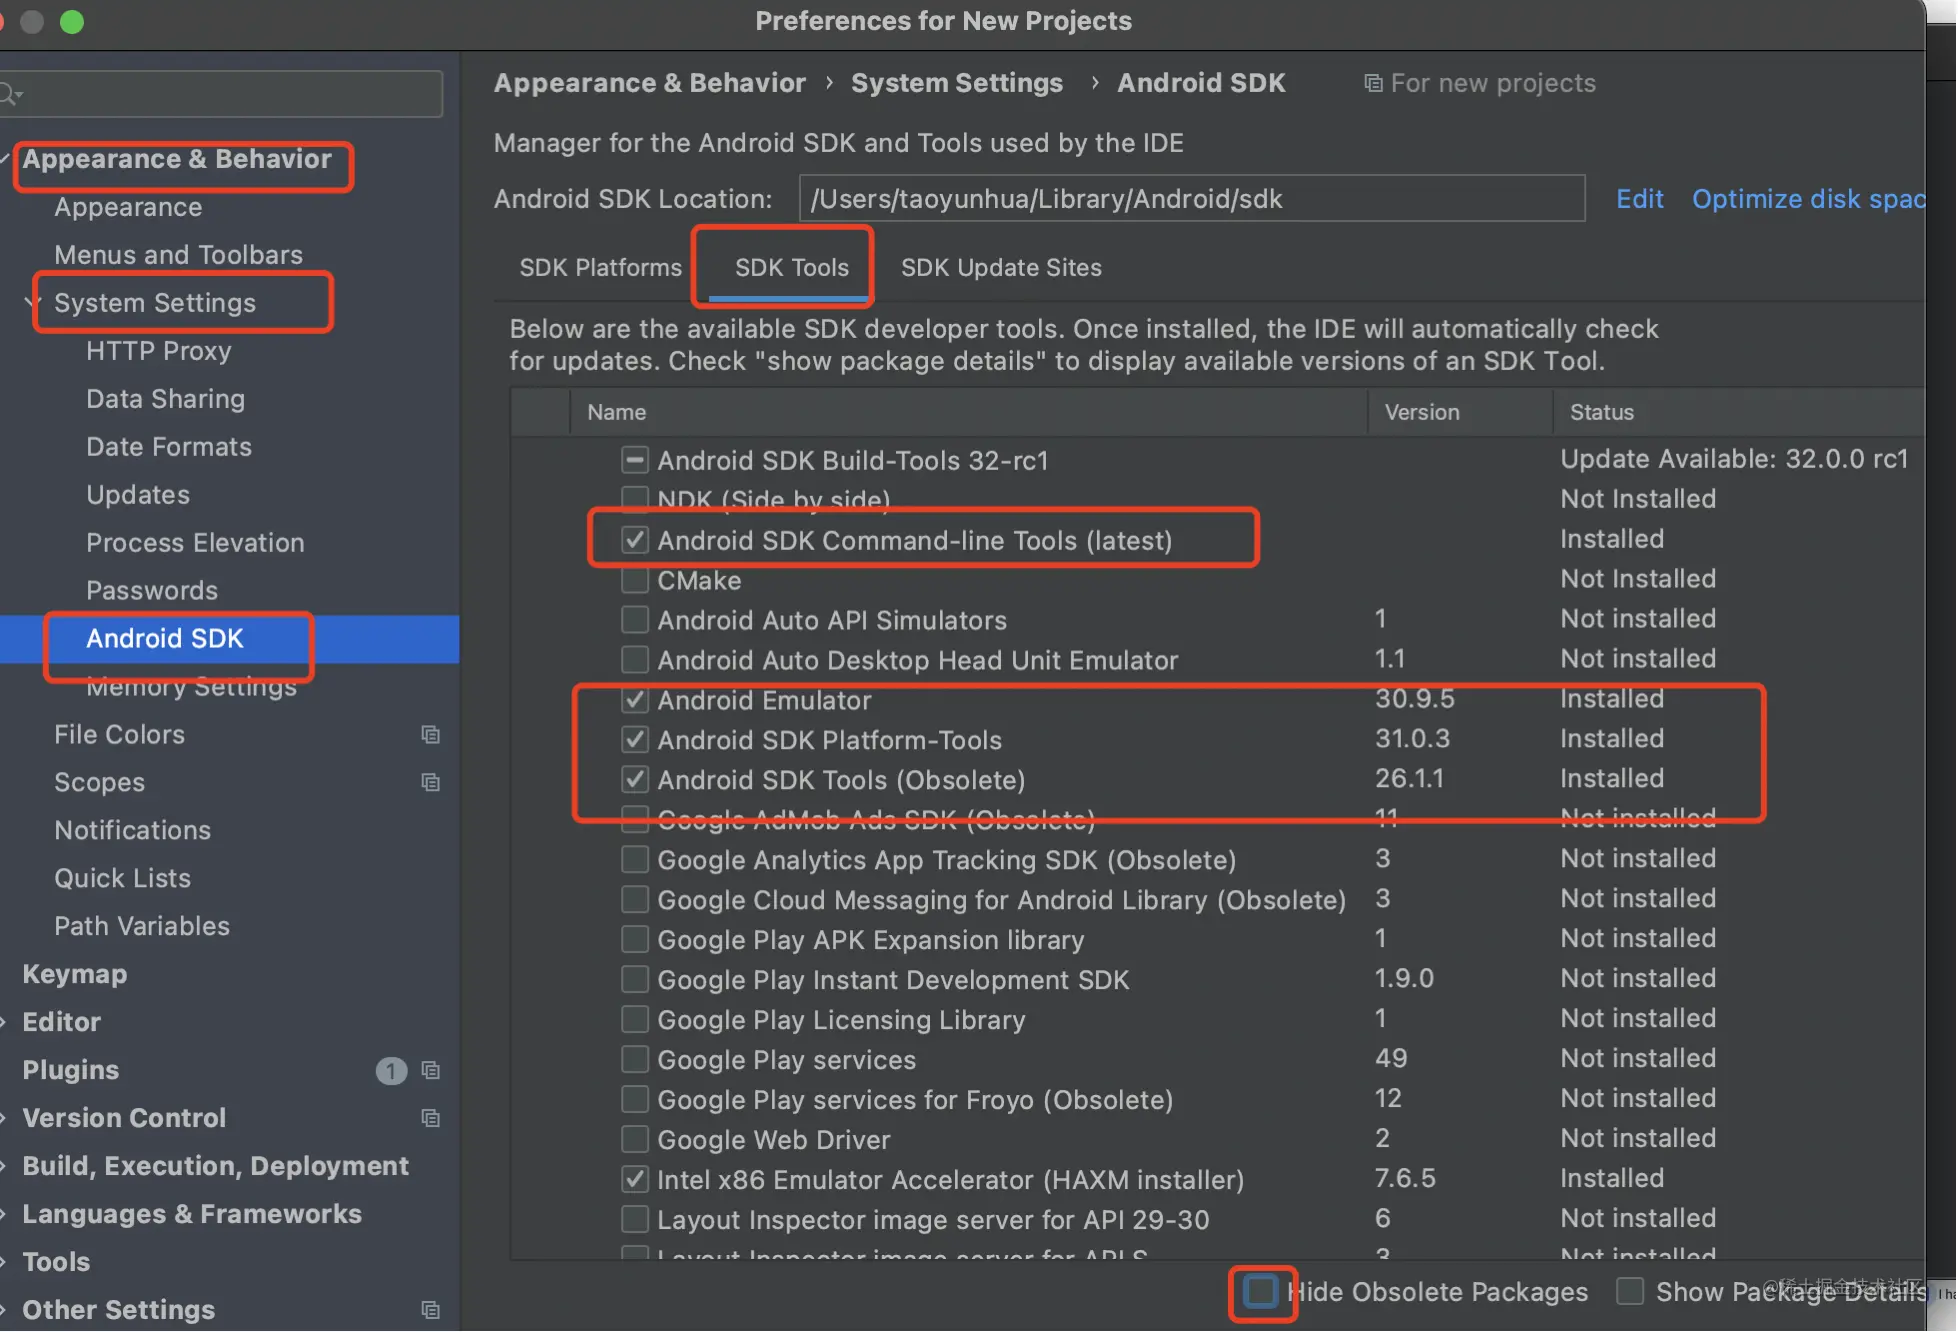 Preferences for New Projects
Appearance & Behavior › System Settings › Android SDK For new projects
Manager for the Android SDK and Tools used by the IDE
Android SDK Location: /Users/taoyunhua/Library/Android/sdk Edit Optimize disk spac
SDK Platforms SDK Tools SDK Update Sites
Below are the available SDK developer tools. Once installed, the IDE will automatically check
for updates. Check "show package details" to display available versions of an SDK Tool.
Name Version Status
Android SDK Build-Tools 32-rc1 Update Available: 32.0.0 rc1
NDK (Side by side) Not Installed
Android SDK Command-line Tools (latest) Installed
CMake Not Installed
Android Auto API Simulators 1 Not installed
Android Auto Desktop Head Unit Emulator 1.1 Not installed
Android Emulator 30.9.5 Installed
Android SDK Platform-Tools 31.0.3 Installed
Android SDK Tools (Obsolete) 26.1.1 Installed
Google AdMob Ads SDK (Obsolete) 11 Not installed
Google Analytics App Tracking SDK (Obsolete) 3 Not installed
Google Cloud Messaging for Android Library (Obsolete) 3 Not installed
Google Play APK Expansion library 1 Not installed
Google Play Instant Development SDK 1.9.0 Not installed
Google Play Licensing Library 1 Not installed
Google Play services 49 Not installed
Google Play services for Froyo (Obsolete) 12 Not installed
Google Web Driver 2 Not installed
Intel x86 Emulator Accelerator (HAXM installer) 7.6.5 Installed
Layout Inspector image server for API 29-30 6 Not installed
Layout Inspector image server for API S 3 Not installed
Hide Obsolete Packages Show Package Details
@稀土掘金技术社区
Appearance & Behavior
Appearance
Menus and Toolbars
System Settings
HTTP Proxy
Data Sharing
Date Formats
Updates
Process Elevation
Passwords
Android SDK
Memory Settings
File Colors
Scopes
Notifications
Quick Lists
Path Variables
Keymap
Editor
Plugins 1
Version Control
Build, Execution, Deployment
Languages & Frameworks
Tools
Other Settings